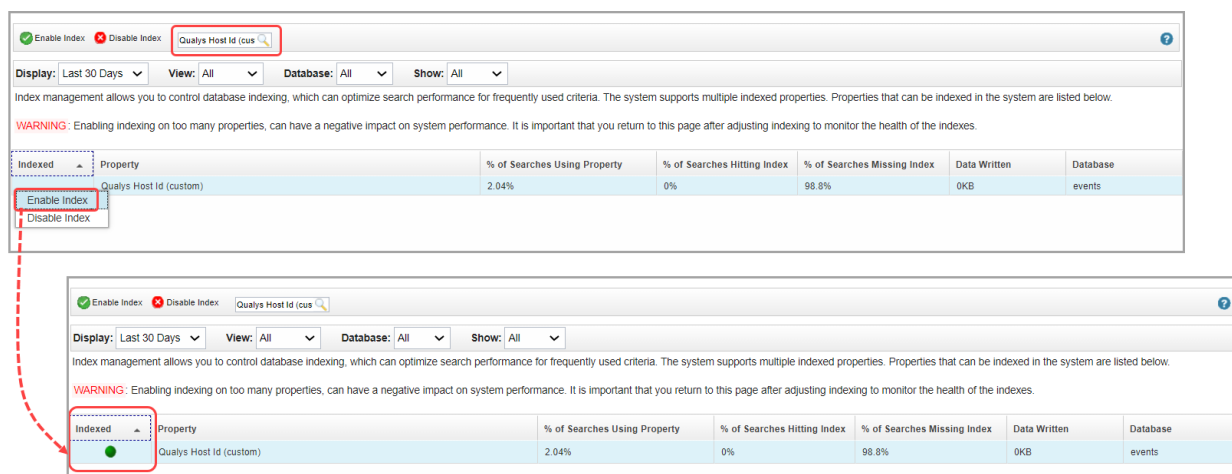 Enable Index Disable Index Qualys Host Id (cus
Display: Last 30 Days View: All Database: All Show: All
Index management allows you to control database indexing, which can optimize search performance for frequently used criteria. The system supports multiple indexed properties. Properties that can be indexed in the system are listed below.
WARNING: Enabling indexing on too many properties, can have a negative impact on system performance. It is important that you return to this page after adjusting indexing to monitor the health of the indexes.
Indexed Property % of Searches Using Property % of Searches Hitting Index % of Searches Missing Index Data Written Database
Qualys Host Id (custom) 2.04% 0% 98.8% 0KB events
Enable Index
Disable Index
Enable Index Disable Index Qualys Host Id (cus
Display: Last 30 Days View: All Database: All Show: All
Index management allows you to control database indexing, which can optimize search performance for frequently used criteria. The system supports multiple indexed properties. Properties that can be indexed in the system are listed below.
WARNING: Enabling indexing on too many properties, can have a negative impact on system performance. It is important that you return to this page after adjusting indexing to monitor the health of the indexes.
Indexed Property % of Searches Using Property % of Searches Hitting Index % of Searches Missing Index Data Written Database
Qualys Host Id (custom) 2.04% 0% 98.8% 0KB events